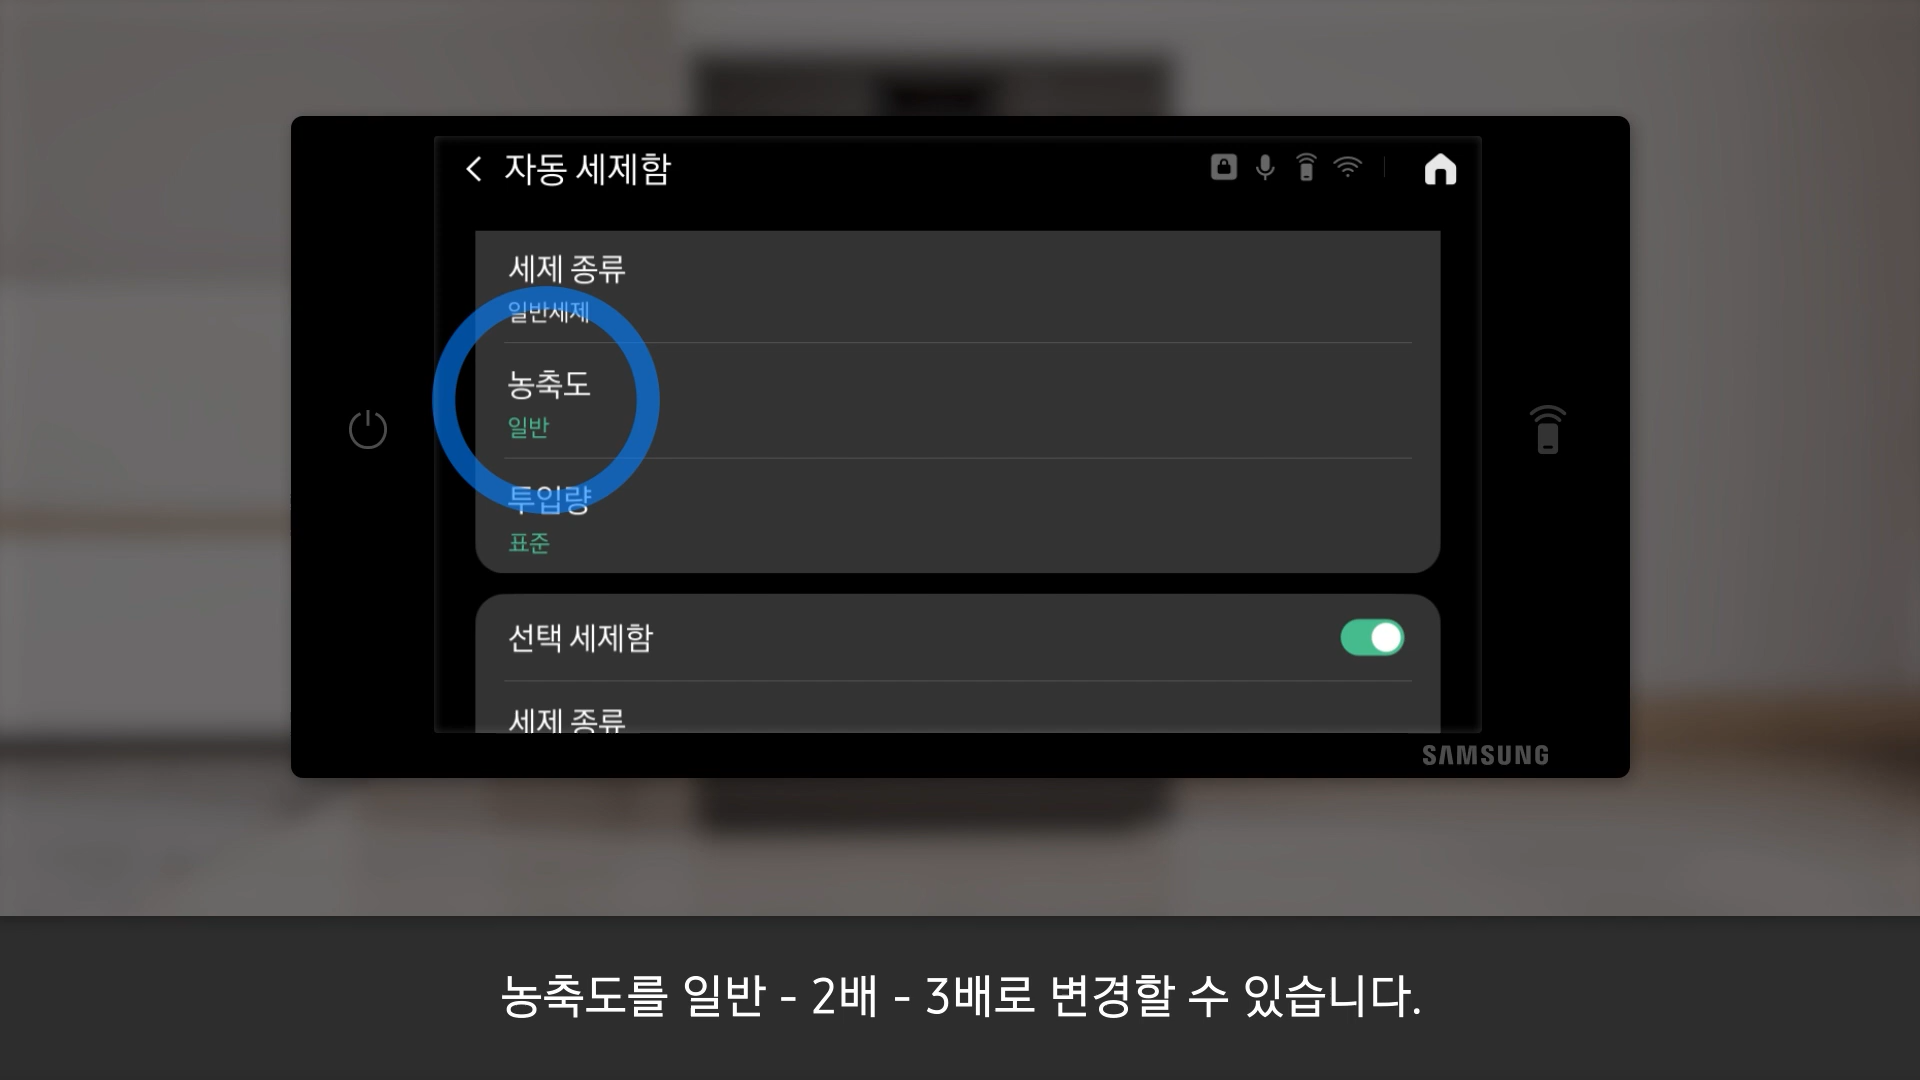 자동 세제함
세제 종류
일반세제
농축도
일반
투입량
표준
선택 세제함
세제 종류
SAMSUNG
농축도를 일반 - 2배 - 3배로 변경할 수 있습니다.